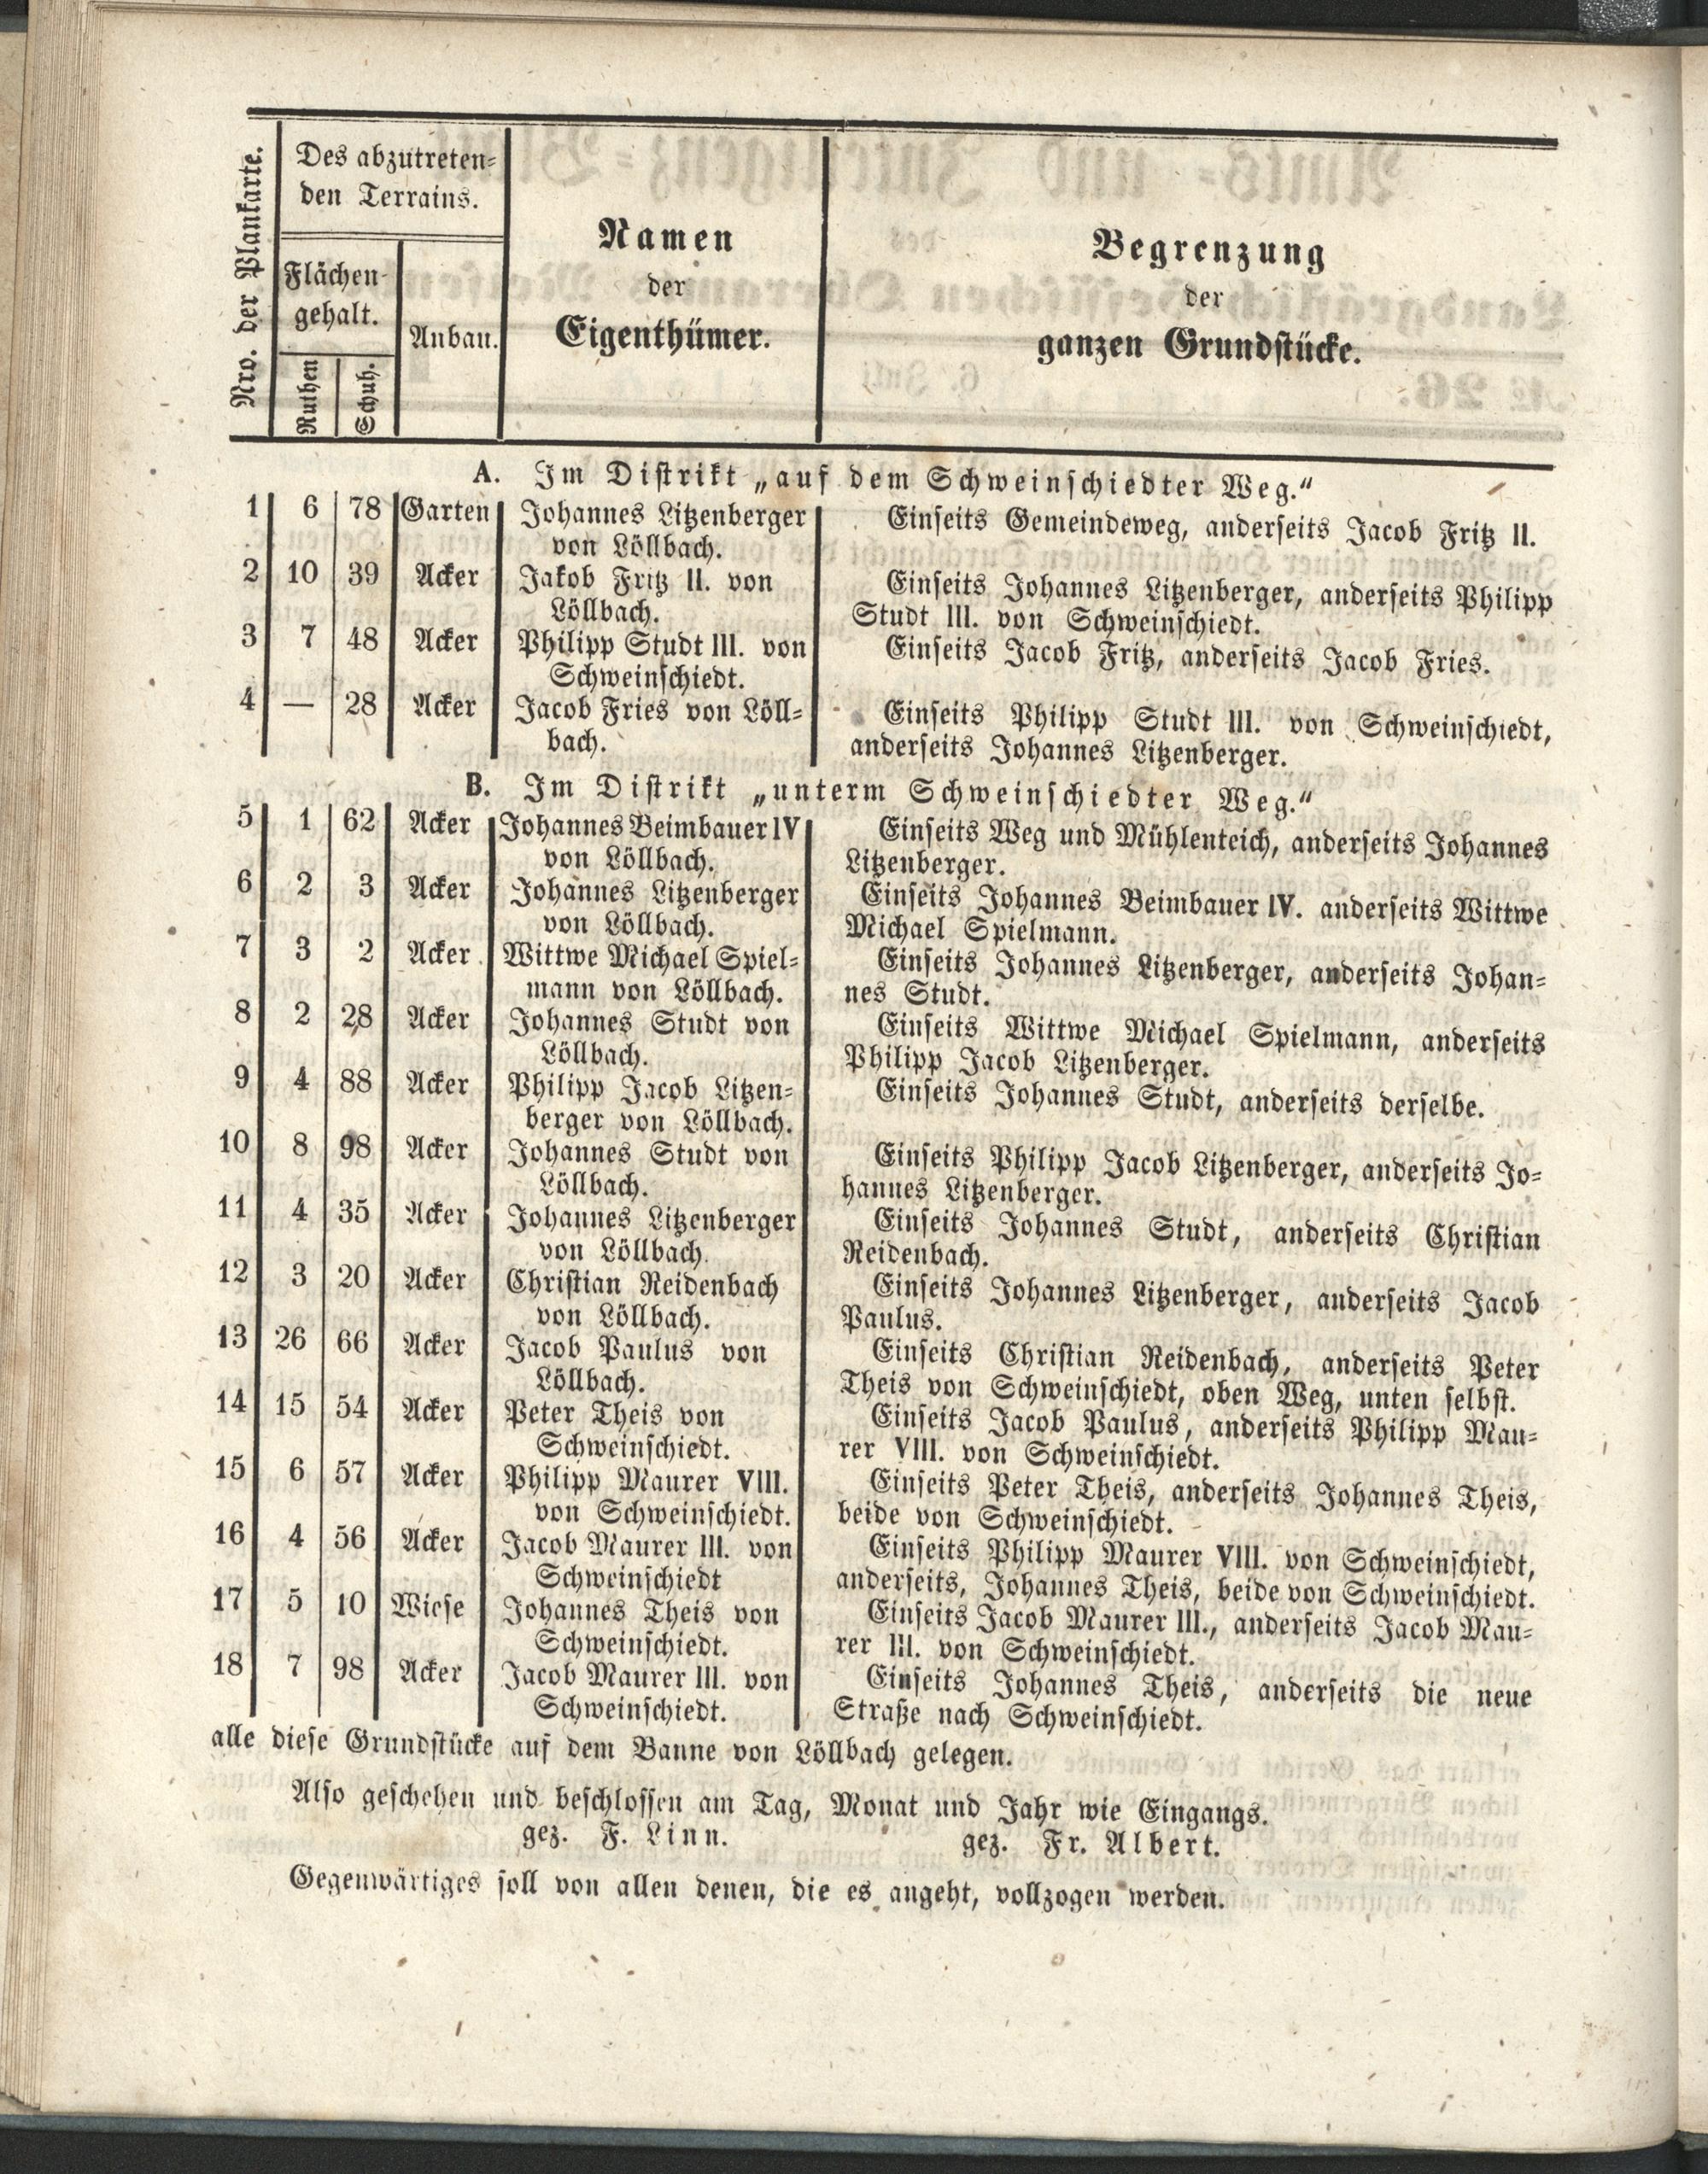 Nro. der Plankarte.
Des abzutreten-
den Terrains.
Flächen-
gehalt.
Ruthen
Schuh.
Anbau.
Namen
der
Eigenthümer.
Begrenzung
der
ganzen Grundstücke.
A. Im Distrikt „auf dem Schweinschiedter Weg.“
1 6 78 Garten Johannes Litzenberger Einseits Gemeindeweg, anderseits Jacob Fritz II.
von Löllbach.
2 10 39 Acker Jakob Fritz II. von Einseits Johannes Litzenberger, anderseits Philipp
Löllbach. Studt III. von Schweinschiedt.
3 7 48 Acker Philipp Studt III. von Einseits Jacob Fritz, anderseits Jacob Fries.
Schweinschiedt.
4 — 28 Acker Jacob Fries von Löll- Einseits Philipp Studt III. von Schweinschiedt,
bach. anderseits Johannes Litzenberger.
B. Im Distrikt „unterm Schweinschiedter Weg.“
5 1 62 Acker Johannes Beimbauer IV Einseits Weg und Mühlenteich, anderseits Johannes
von Löllbach. Litzenberger.
6 2 3 Acker Johannes Litzenberger Einseits Johannes Beimbauer IV. anderseits Wittwe
von Löllbach. Michael Spielmann.
7 3 2 Acker Wittwe Michael Spiel- Einseits Johannes Litzenberger, anderseits Johan-
mann von Löllbach. nes Studt.
8 2 28 Acker Johannes Studt von Einseits Wittwe Michael Spielmann, anderseits
Löllbach. Philipp Jacob Litzenberger.
9 4 88 Acker Philipp Jacob Litzen- Einseits Johannes Studt, anderseits derselbe.
berger von Löllbach.
10 8 98 Acker Johannes Studt von Einseits Philipp Jacob Litzenberger, anderseits Jo-
Löllbach. hannes Litzenberger.
11 4 35 Acker Johannes Litzenberger Einseits Johannes Studt, anderseits Christian
von Löllbach. Reidenbach.
12 3 20 Acker Christian Reidenbach Einseits Johannes Litzenberger, anderseits Jacob
von Löllbach. Paulus.
13 26 66 Acker Jacob Paulus von Einseits Christian Reidenbach, anderseits Peter
Löllbach. Theis von Schweinschiedt, oben Weg, unten selbst.
14 15 54 Acker Peter Theis von Einseits Jacob Paulus, anderseits Philipp Mau-
Schweinschiedt. rer VIII. von Schweinschiedt.
15 6 57 Acker Philipp Maurer VIII. Einseits Peter Theis, anderseits Johannes Theis,
von Schweinschiedt. beide von Schweinschiedt.
16 4 56 Acker Jacob Maurer III. von Einseits Philipp Maurer VIII. von Schweinschiedt,
Schweinschiedt anderseits, Johannes Theis, beide von Schweinschiedt.
17 5 10 Wiese Johannes Theis von Einseits Jacob Maurer III., anderseits Jacob Mau-
Schweinschiedt. rer III. von Schweinschiedt.
18 7 98 Acker Jacob Maurer III. von Einseits Johannes Theis, anderseits die neue
Schweinschiedt. Straße nach Schweinschiedt.
alle diese Grundstücke auf dem Banne von Löllbach gelegen.
Also geschehen und beschlossen am Tag, Monat und Jahr wie Eingangs.
gez. F. Linn. gez. Fr. Albert.
Gegenwärtiges soll von allen denen, die es angeht, vollzogen werden.